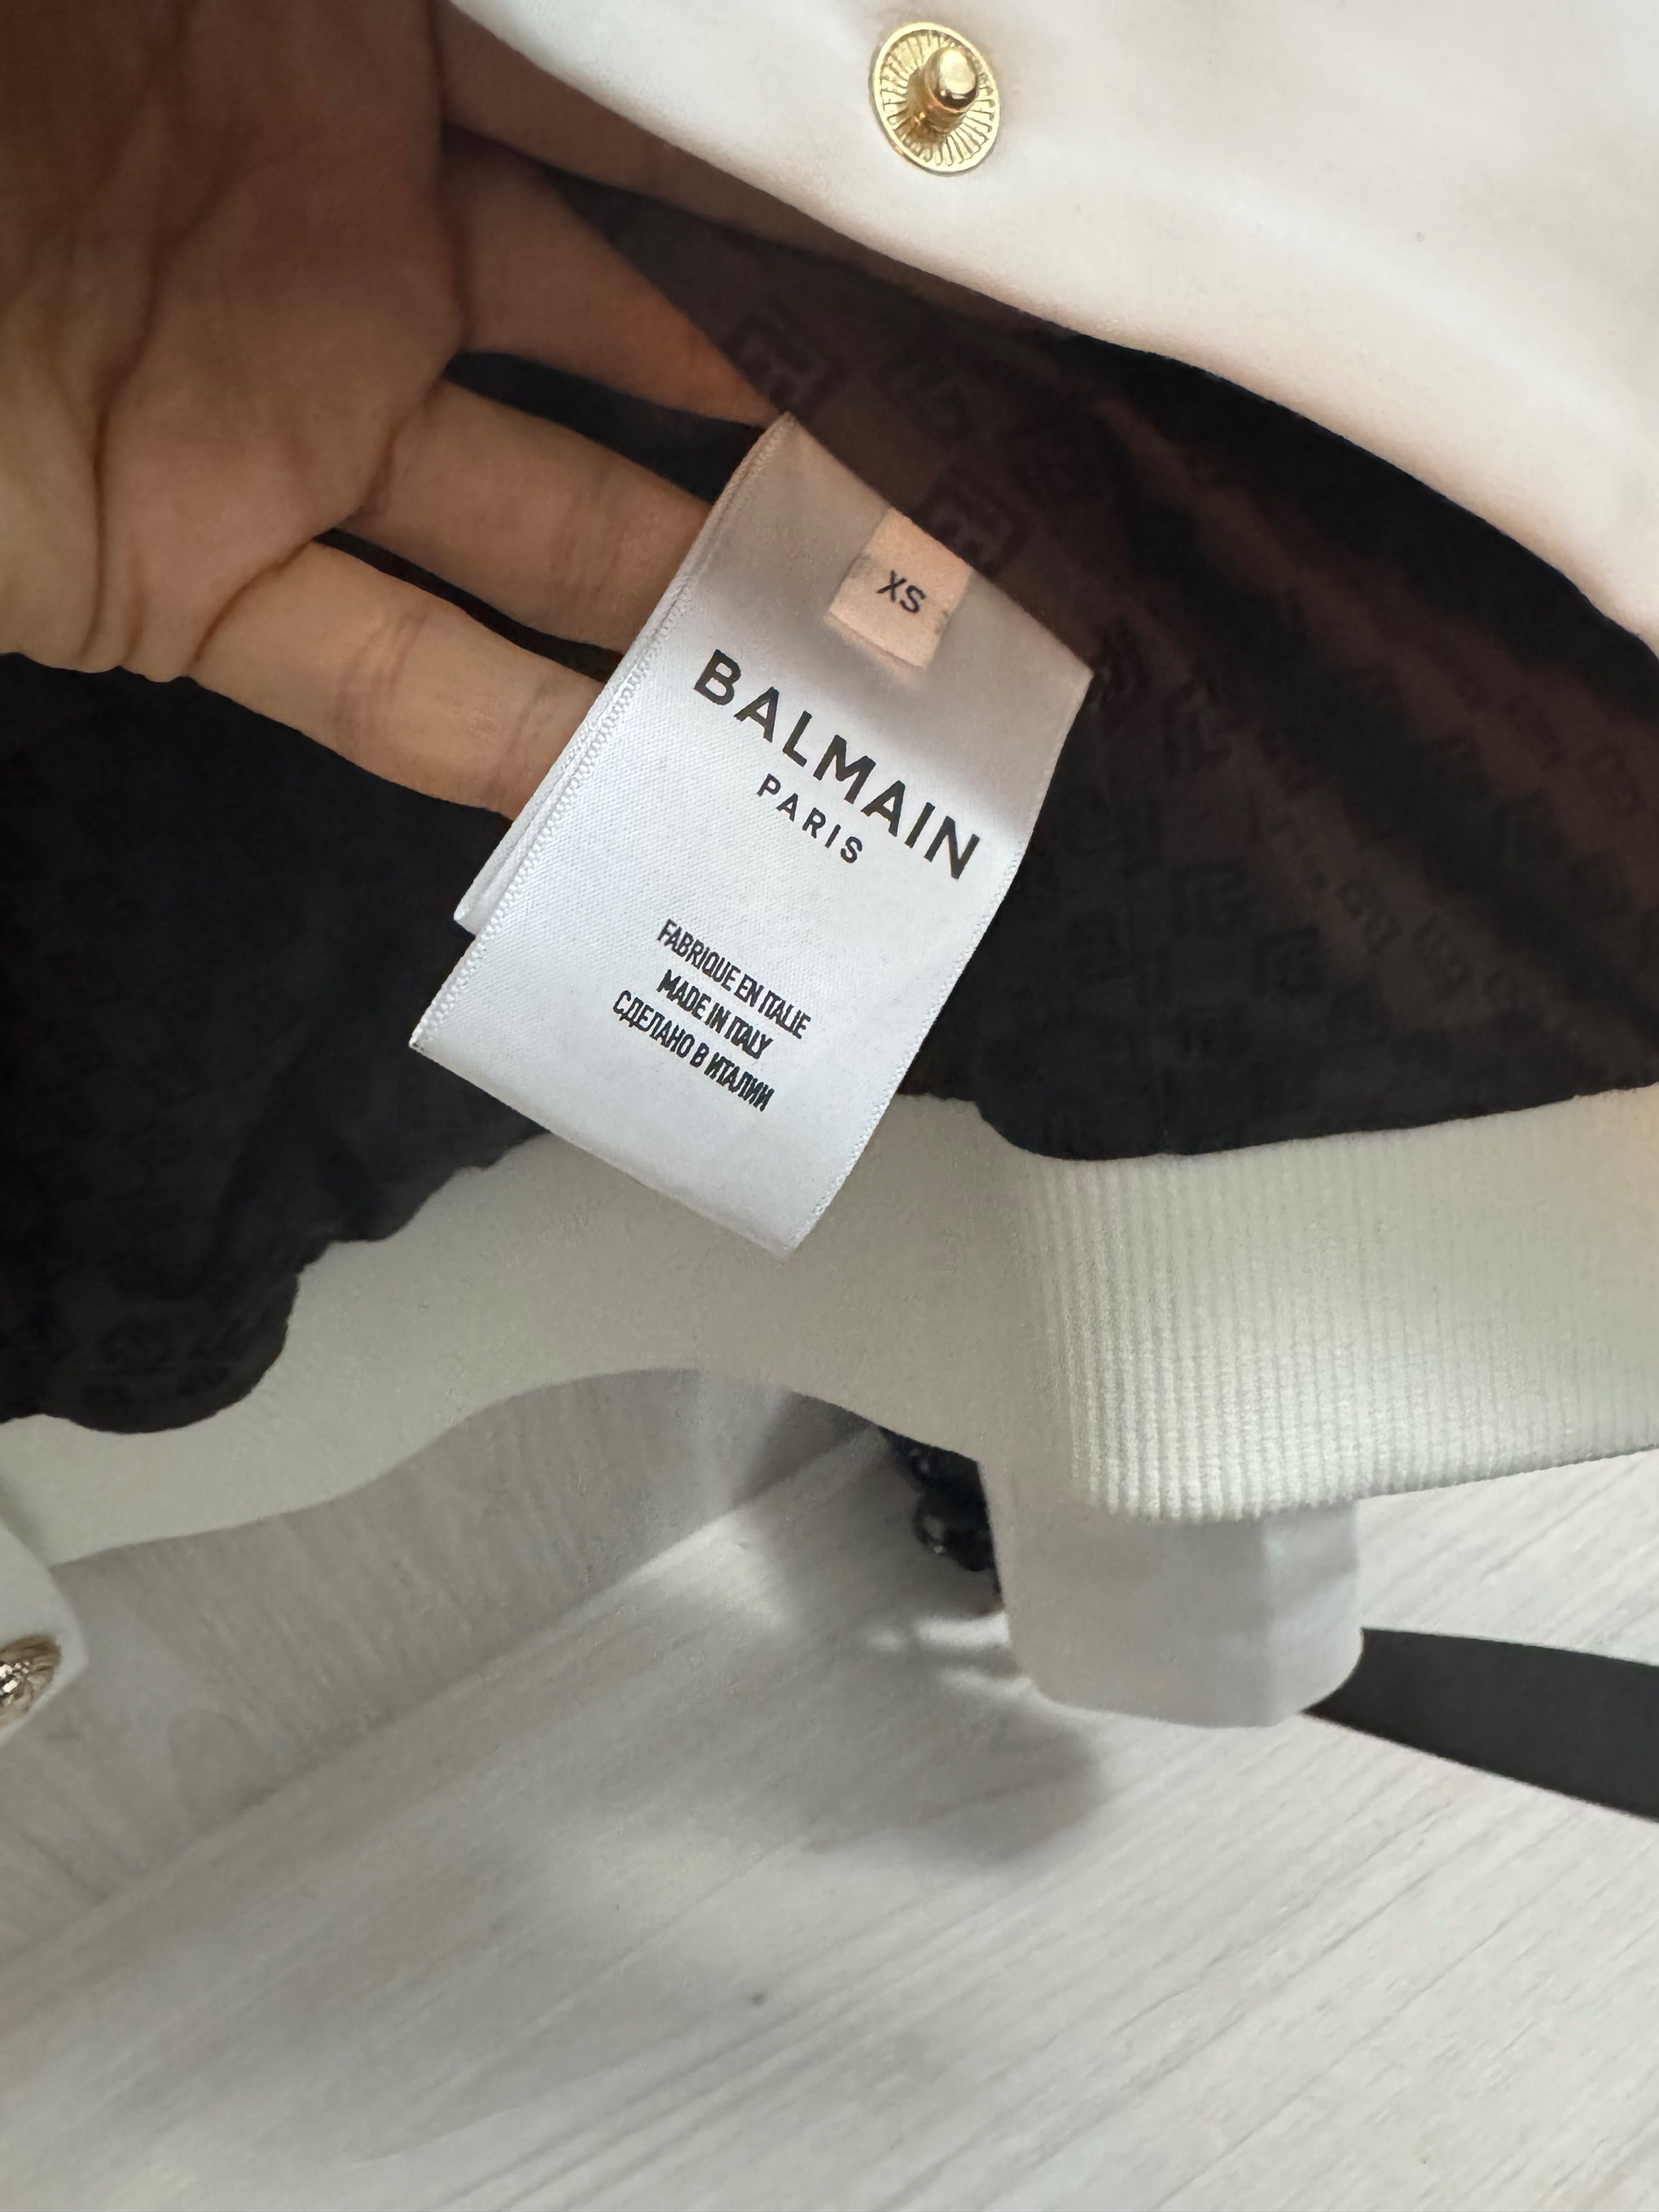 XS
BALMAIN
PARIS
FABRIQUE EN ITALIE
MADE IN ITALY
СДЕЛАНО В ИТАЛИИ